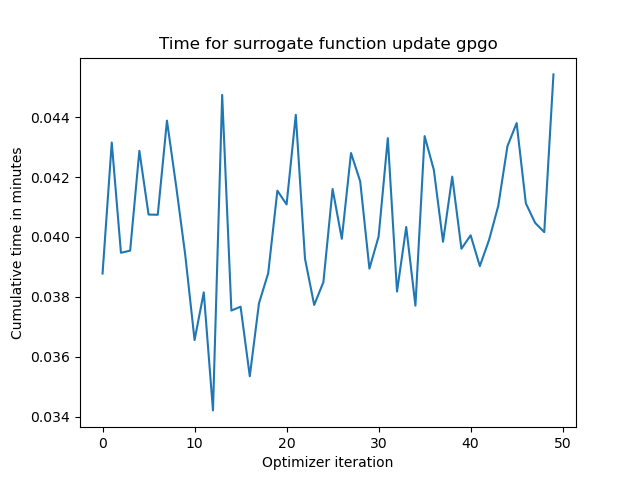 Time for surrogate function update gpgo
Cumulative time in minutes
0.044
0.042
0.040
0.038
0.036
0.034
0 10 20 30 40 50
Optimizer iteration